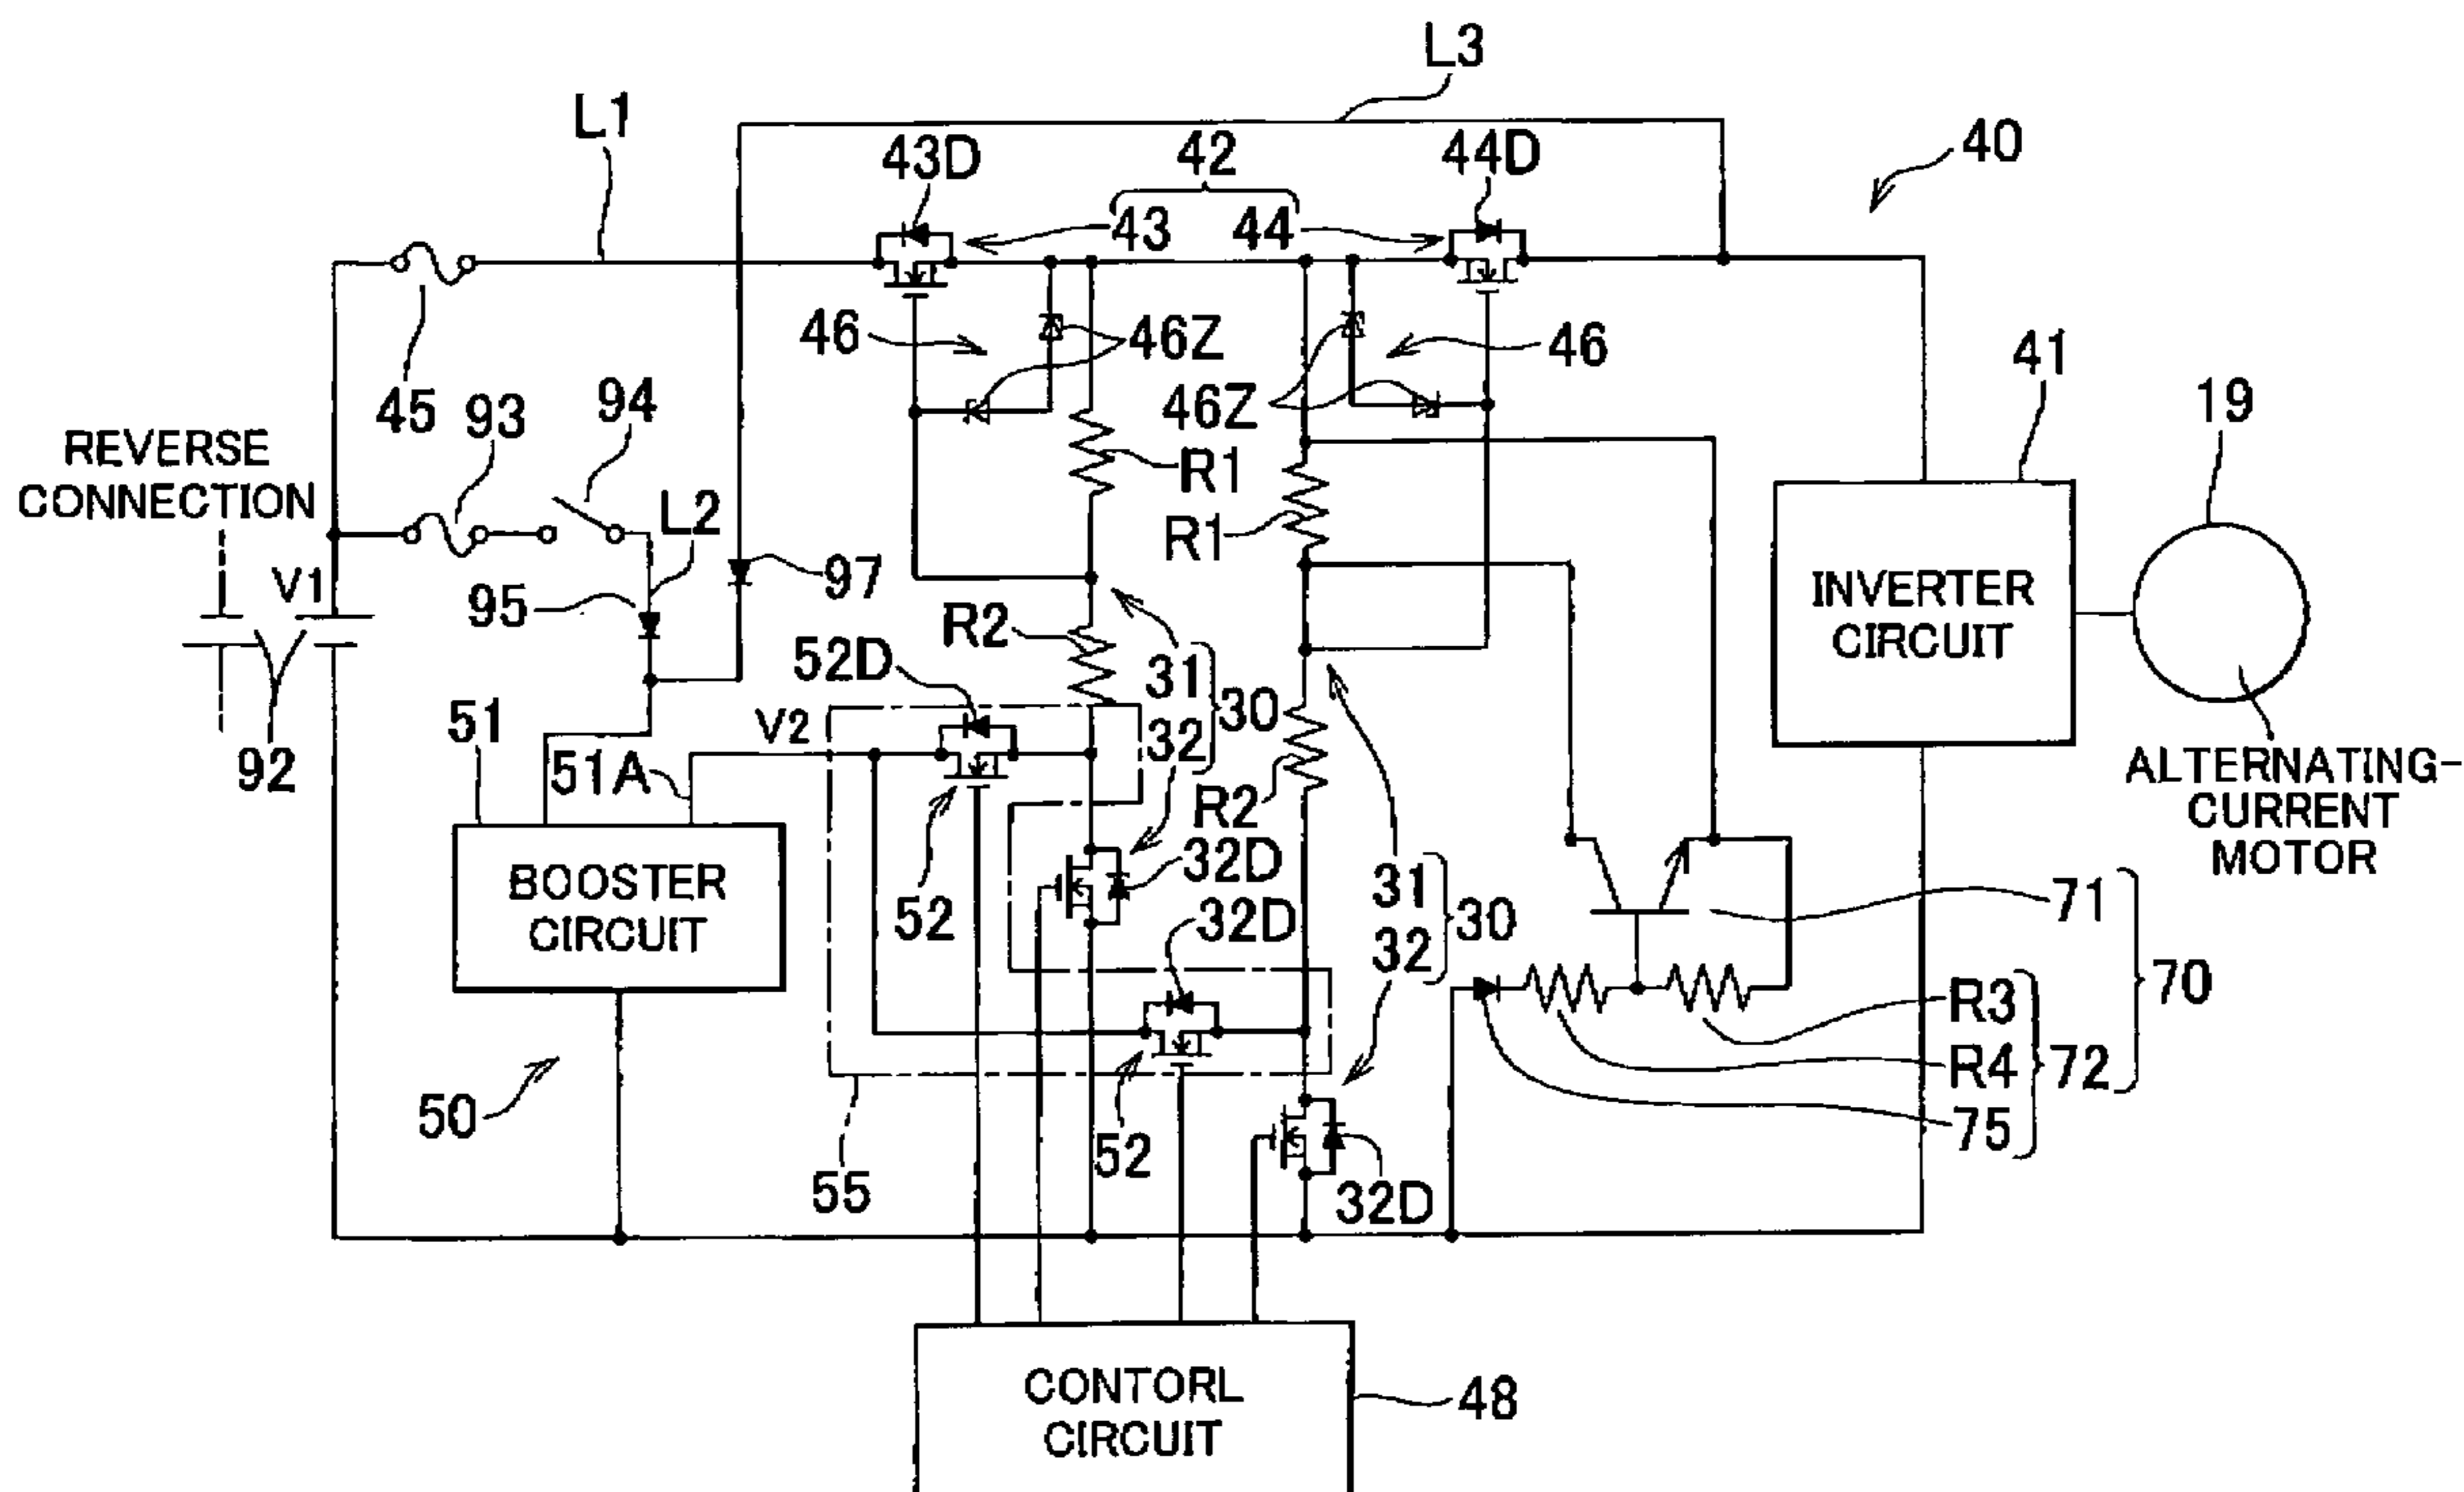 L3
L1
43D
42
44D
40
43
44
46
46Z
46
41
45
93
94
46Z
19
REVERSE
CONNECTION
R1
L2
R1
97
V1
95
R2
INVERTER
CIRCUIT
52D
31
30
51
V2
32
92
51A
R2
ALTERNATING-
CURRENT
MOTOR
BOOSTER
CIRCUIT
52
32D
32D
31
30
32
71
70
R3
R4
72
75
50
52
55
32D
CONTORL
CIRCUIT
48